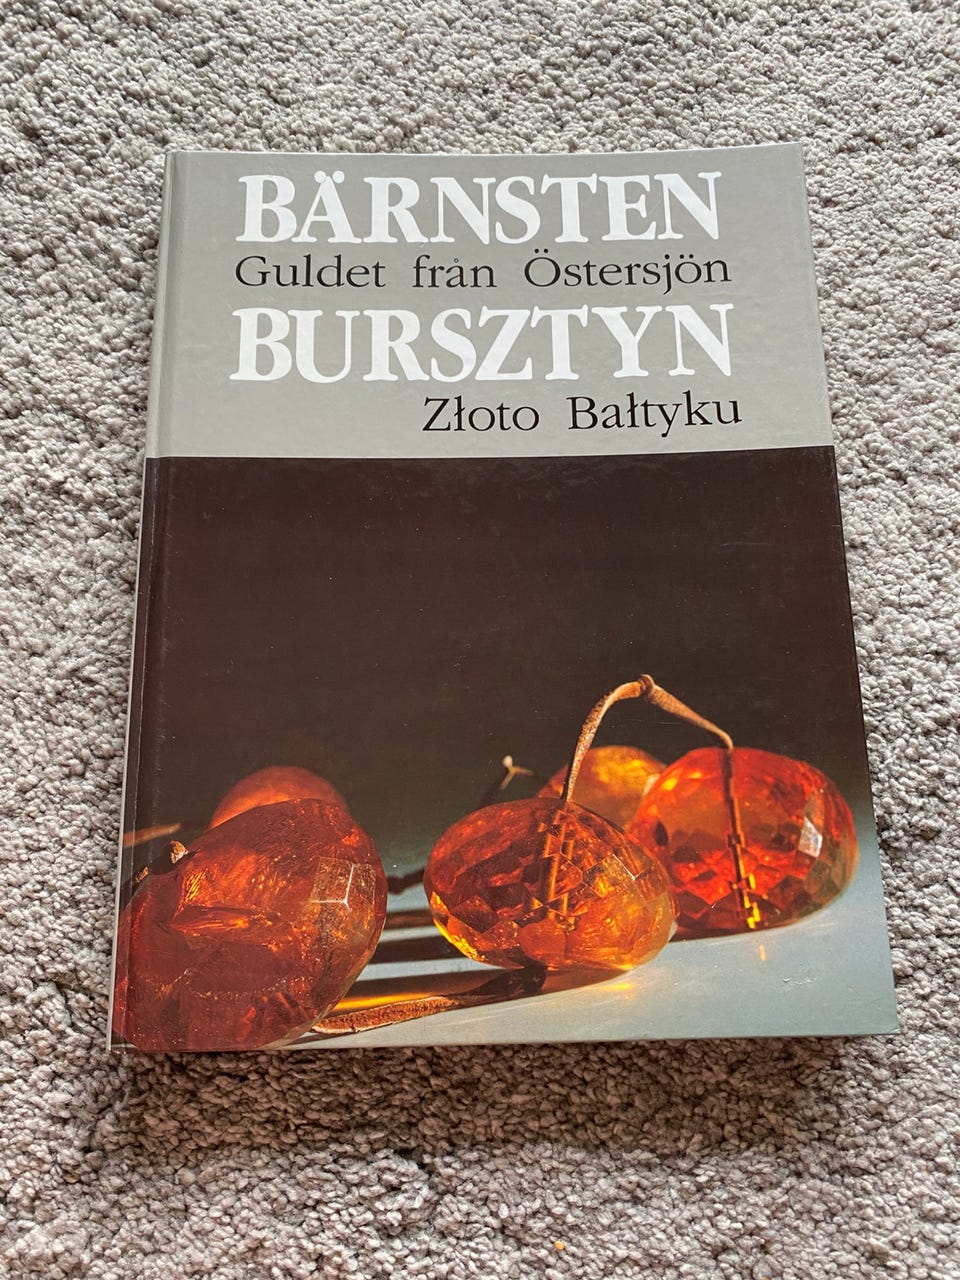 BÄRNSTEN
Guldet från Östersjön
BURSZTYN
Złoto Bałtyku